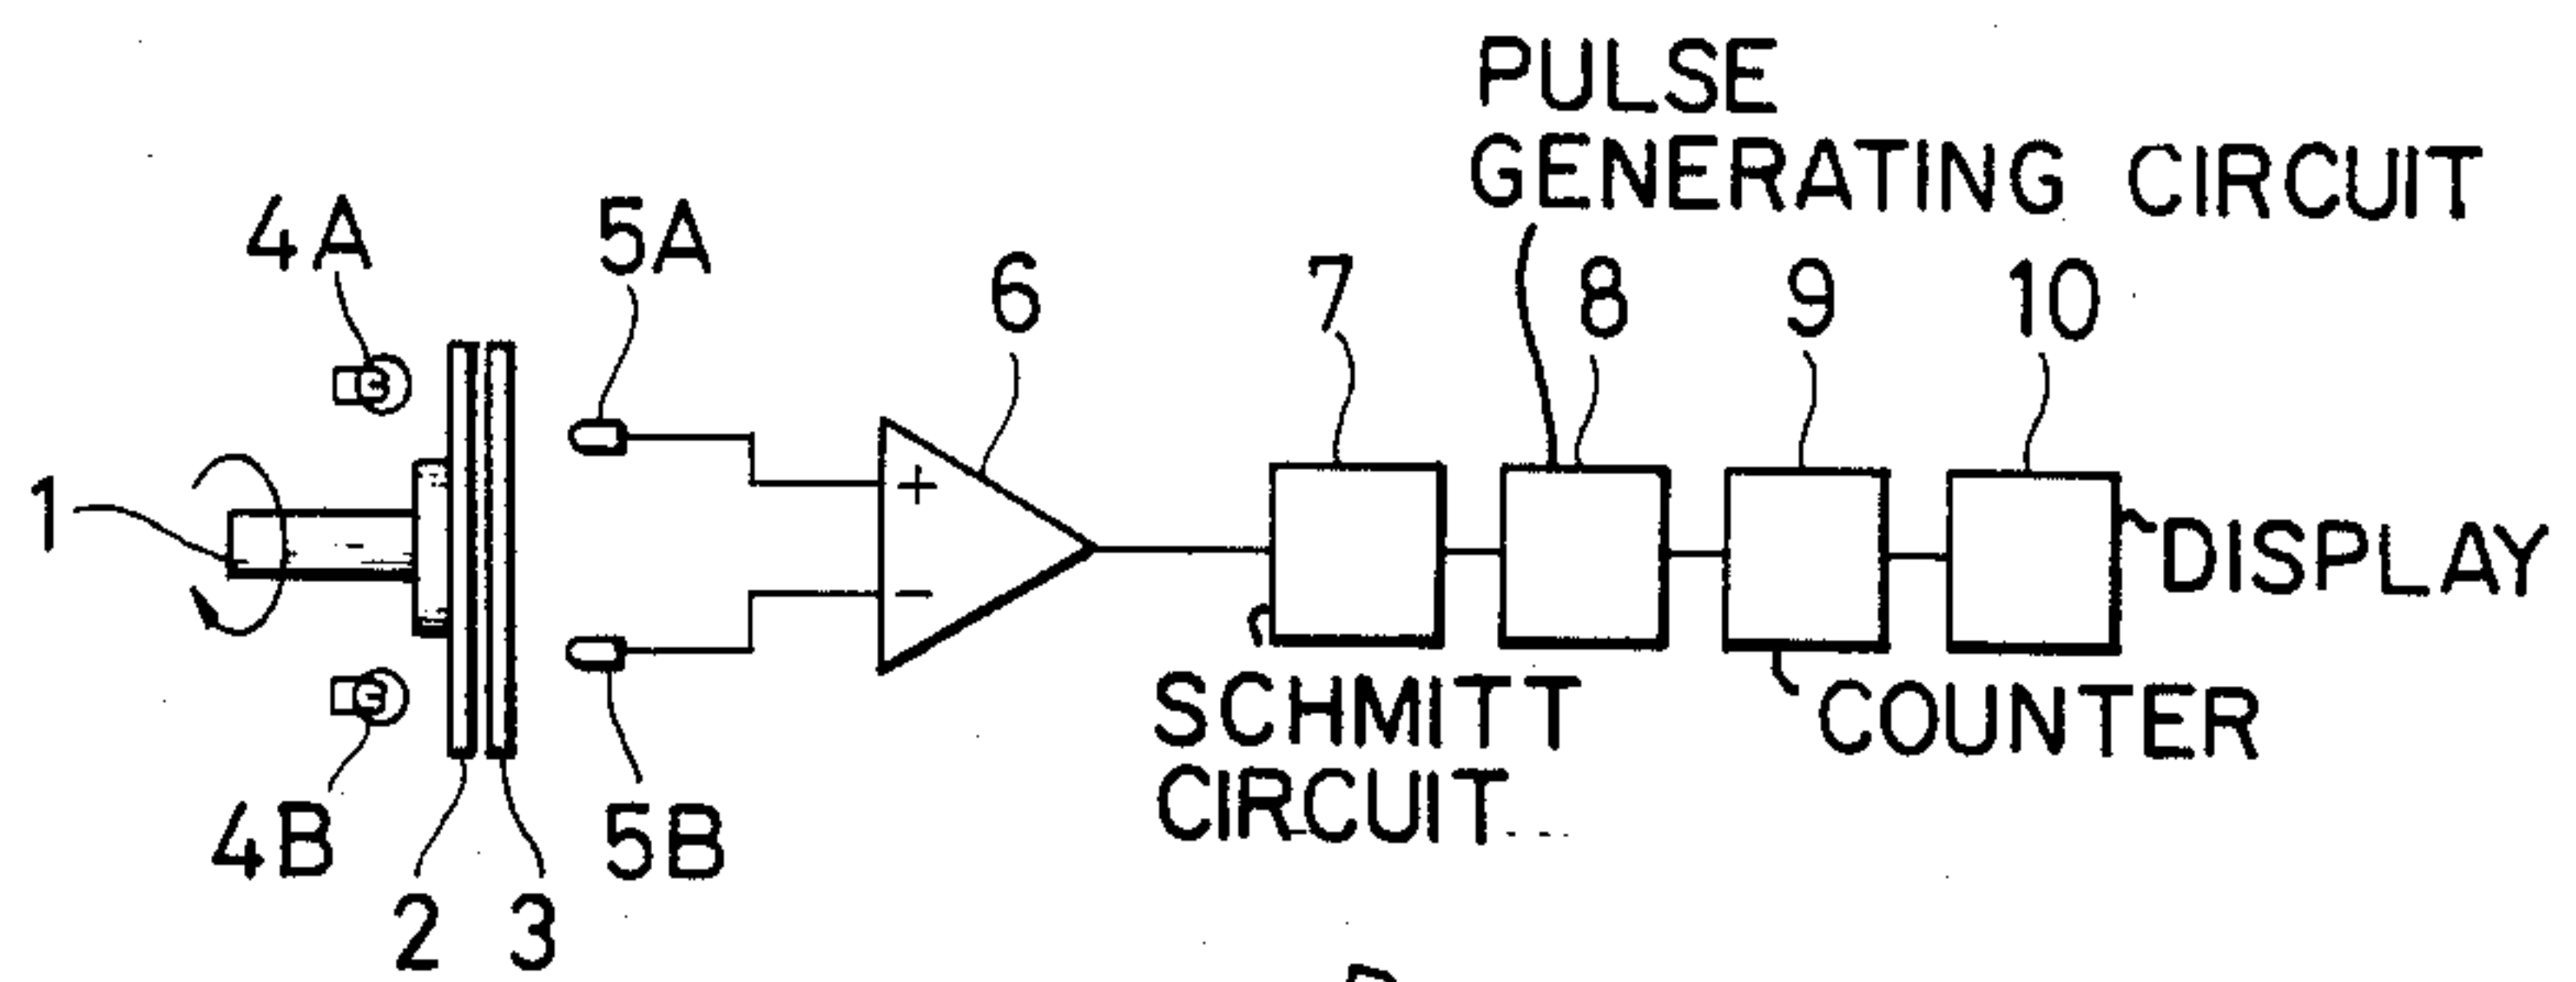 PULSE
GENERATING CIRCUIT
4A
5A
6
7
8
9
10
+
1
DISPLAY
−
SCHMITT
CIRCUIT
COUNTER
4B
5B
2
3